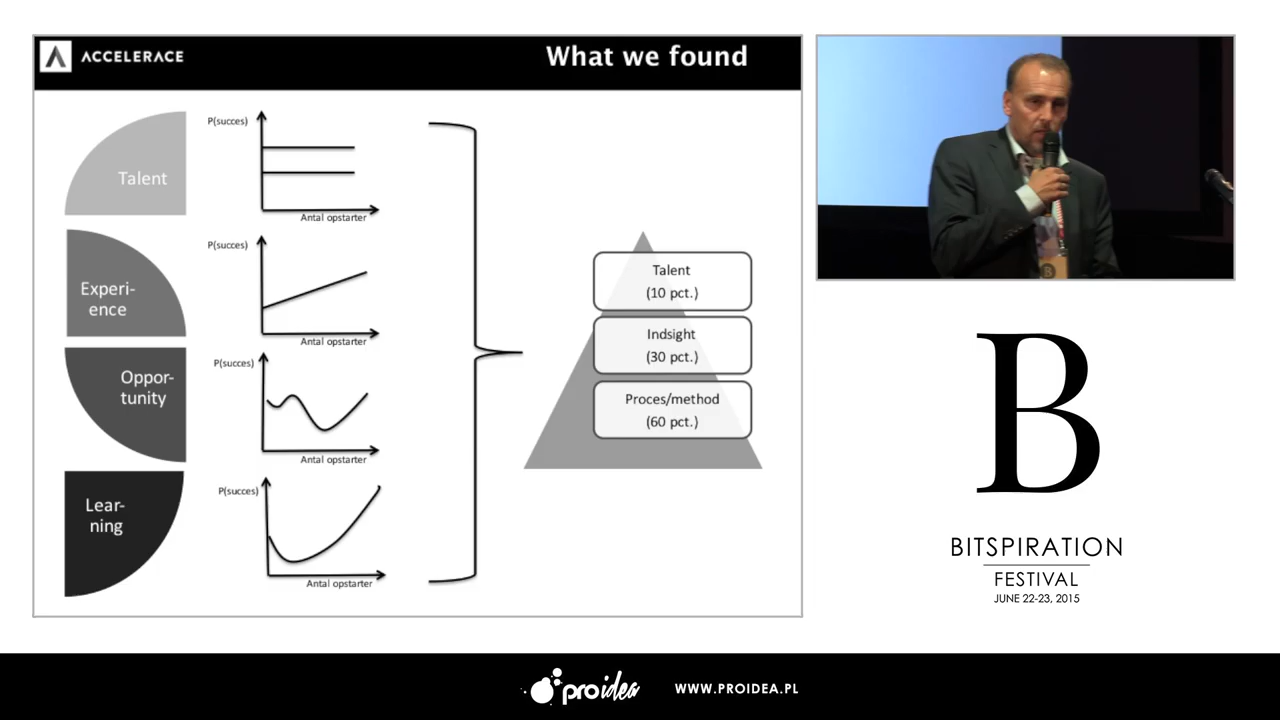 ACCELERACE
What we found
Talent
P(succes)
Antal opstarter
Experi-
ence
P(succes)
Antal opstarter
Oppor-
tunity
P(succes)
Antal opstarter
Lear-
ning
P(succes)
Antal opstarter
Talent
(10 pct.)
Indsight
(30 pct.)
Proces/method
(60 pct.)
B
B
BITSPIRATION
FESTIVAL
JUNE 22-23, 2015
proidea
WWW.PROIDEA.PL